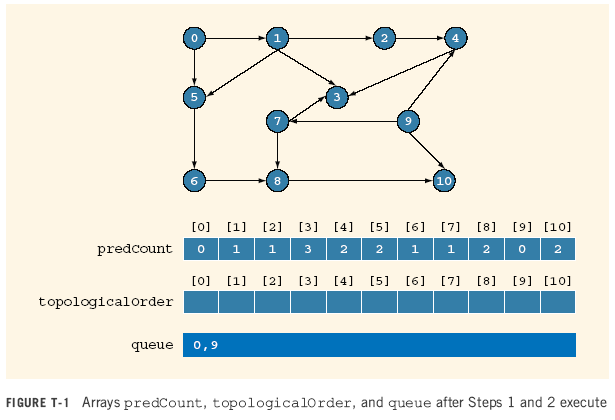 0 1 2 4
5 3
7 9
6 8 10
[0] [1] [2] [3] [4] [5] [6] [7] [8] [9] [10]
predCount 0 1 1 3 2 2 1 1 2 0 2
[0] [1] [2] [3] [4] [5] [6] [7] [8] [9] [10]
topologicalOrder
queue 0,9
FIGURE T-1 Arrays predCount, topologicalOrder, and queue after Steps 1 and 2 execute